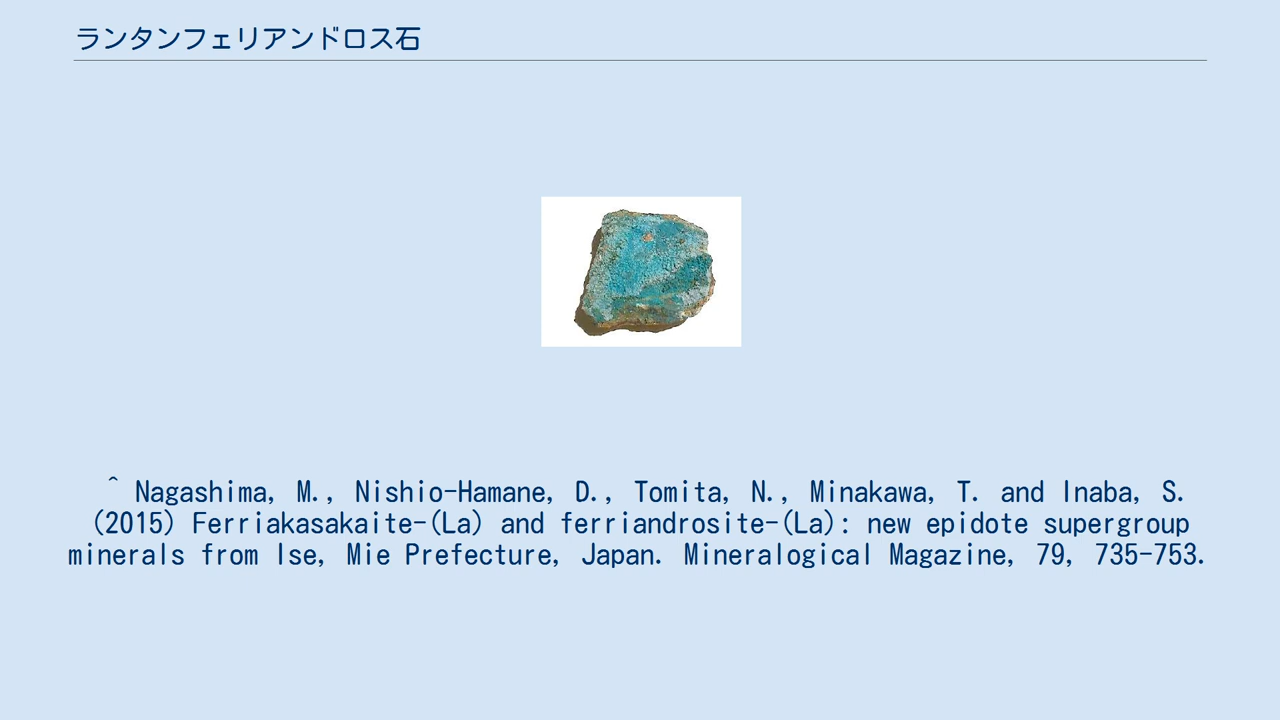 ランタンフェリアンドロス石
^ Nagashima, M., Nishio-Hamane, D., Tomita, N., Minakawa, T. and Inaba, S.
(2015) Ferriakasakaite-(La) and ferriandrosite-(La): new epidote supergroup
minerals from Ise, Mie Prefecture, Japan. Mineralogical Magazine, 79, 735-753.